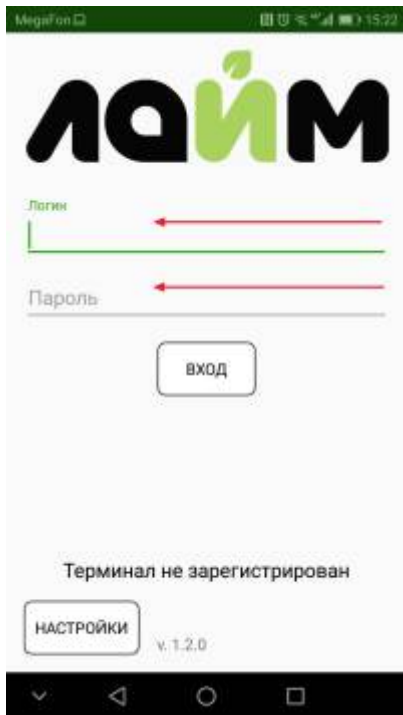 MegaFon 15:22
лайм
Логин
Пароль
ВХОД
Терминал не зарегистрирован
НАСТРОЙКИ
v. 1.2.0